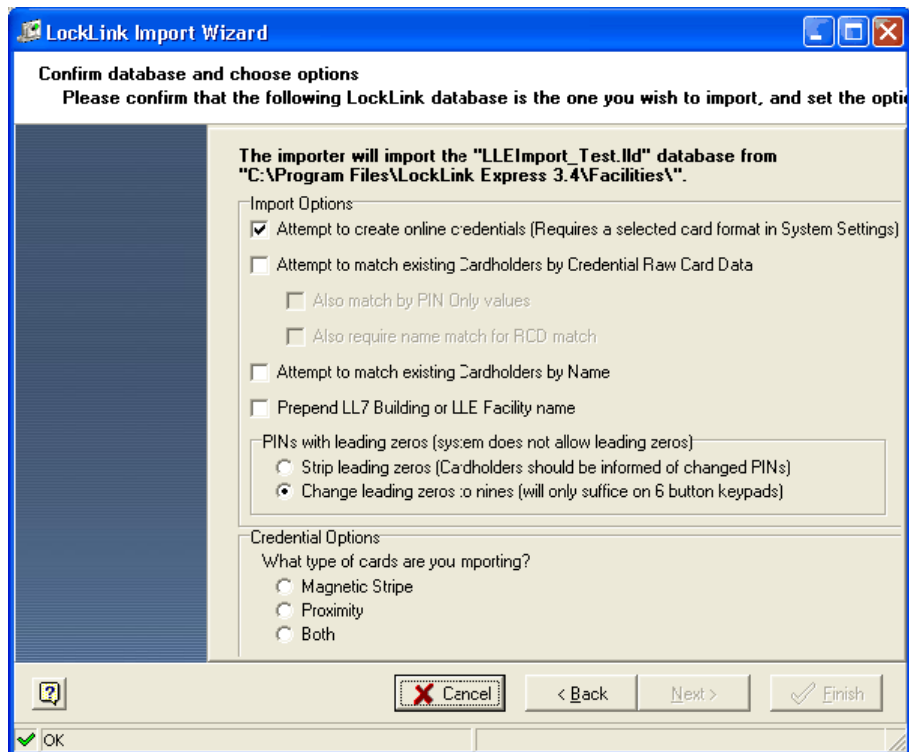 LockLink Import Wizard
Confirm database and choose options
Please confirm that the following LockLink database is the one you wish to import, and set the optic
The importer will import the "LLEImport_Test.lld" database from
"C:\Program Files\LockLink Express 3.4\Facilities\".
Import Options
Attempt to create online credentials (Requires a selected card format in System Settings)
Attempt to match existing Cardholders by Credential Raw Card Data
Also match by PIN Only values
Also require name match for RCD match
Attempt to match existing Cardholders by Name
Prepend LL7 Building or LLE Facility name
PINs with leading zeros (system does not allow leading zeros)
Strip leading zeros (Cardholders should be informed of changed PINs)
Change leading zeros to nines (will only suffice on 6 button keypads)
Credential Options
What type of cards are you importing?
Magnetic Stripe
Proximity
Both
Cancel
< Back
Next >
Finish
OK